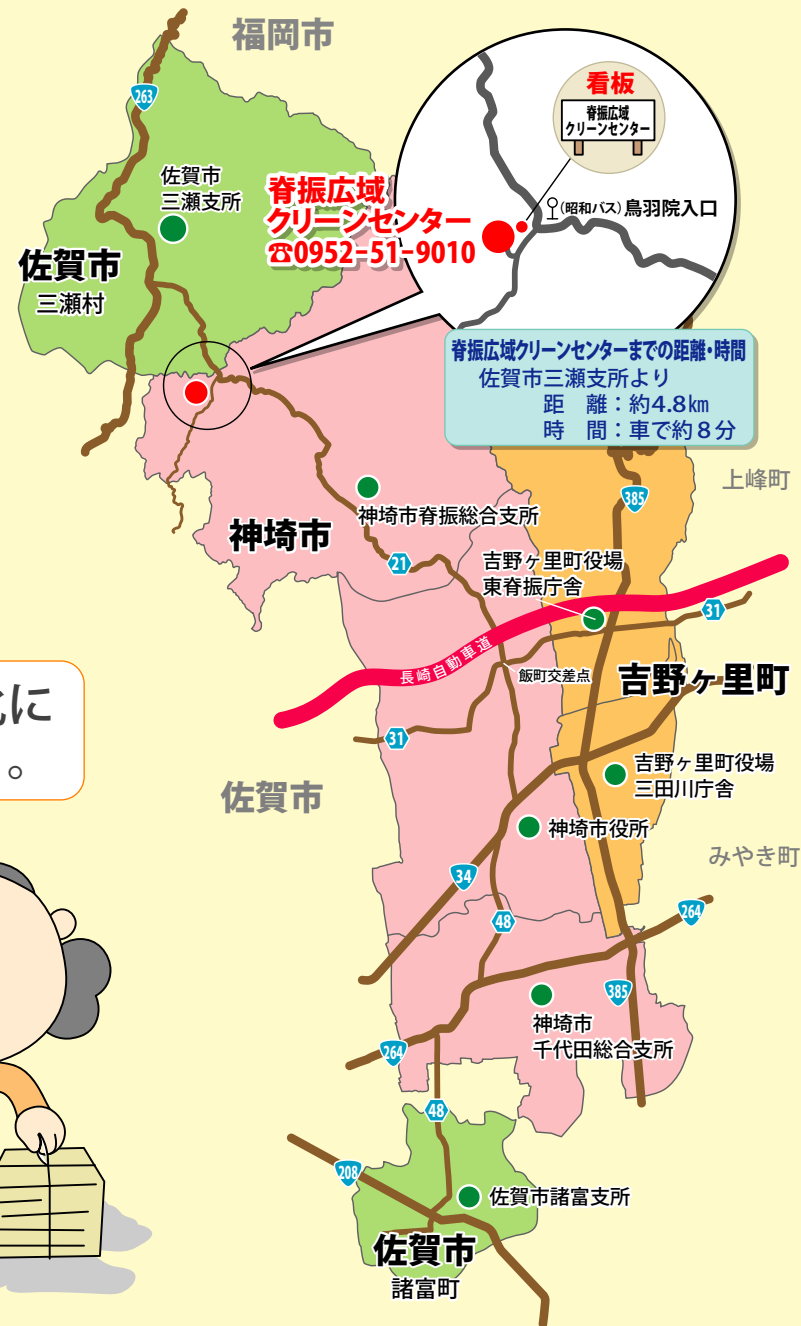 福岡市
263
看板
脊振広域
クリーンセンター
(昭和バス)鳥羽院入口
佐賀市
三瀬支所
脊振広域
クリーンセンター
☎0952-51-9010
佐賀市
三瀬村
脊振広域クリーンセンターまでの距離・時間
佐賀市三瀬支所より
距　離：約4.8㎞
時　間：車で約８分
上峰町
385
神埼市脊振総合支所
神埼市
21
吉野ヶ里町役場
東脊振庁舎
31
長崎自動車道
飯町交差点
吉野ヶ里町
31
に
。
佐賀市
吉野ヶ里町役場
三田川庁舎
神埼市役所
みやき町
34
48
264
385
神埼市
千代田総合支所
264
48
208
佐賀市諸富支所
佐賀市
諸富町